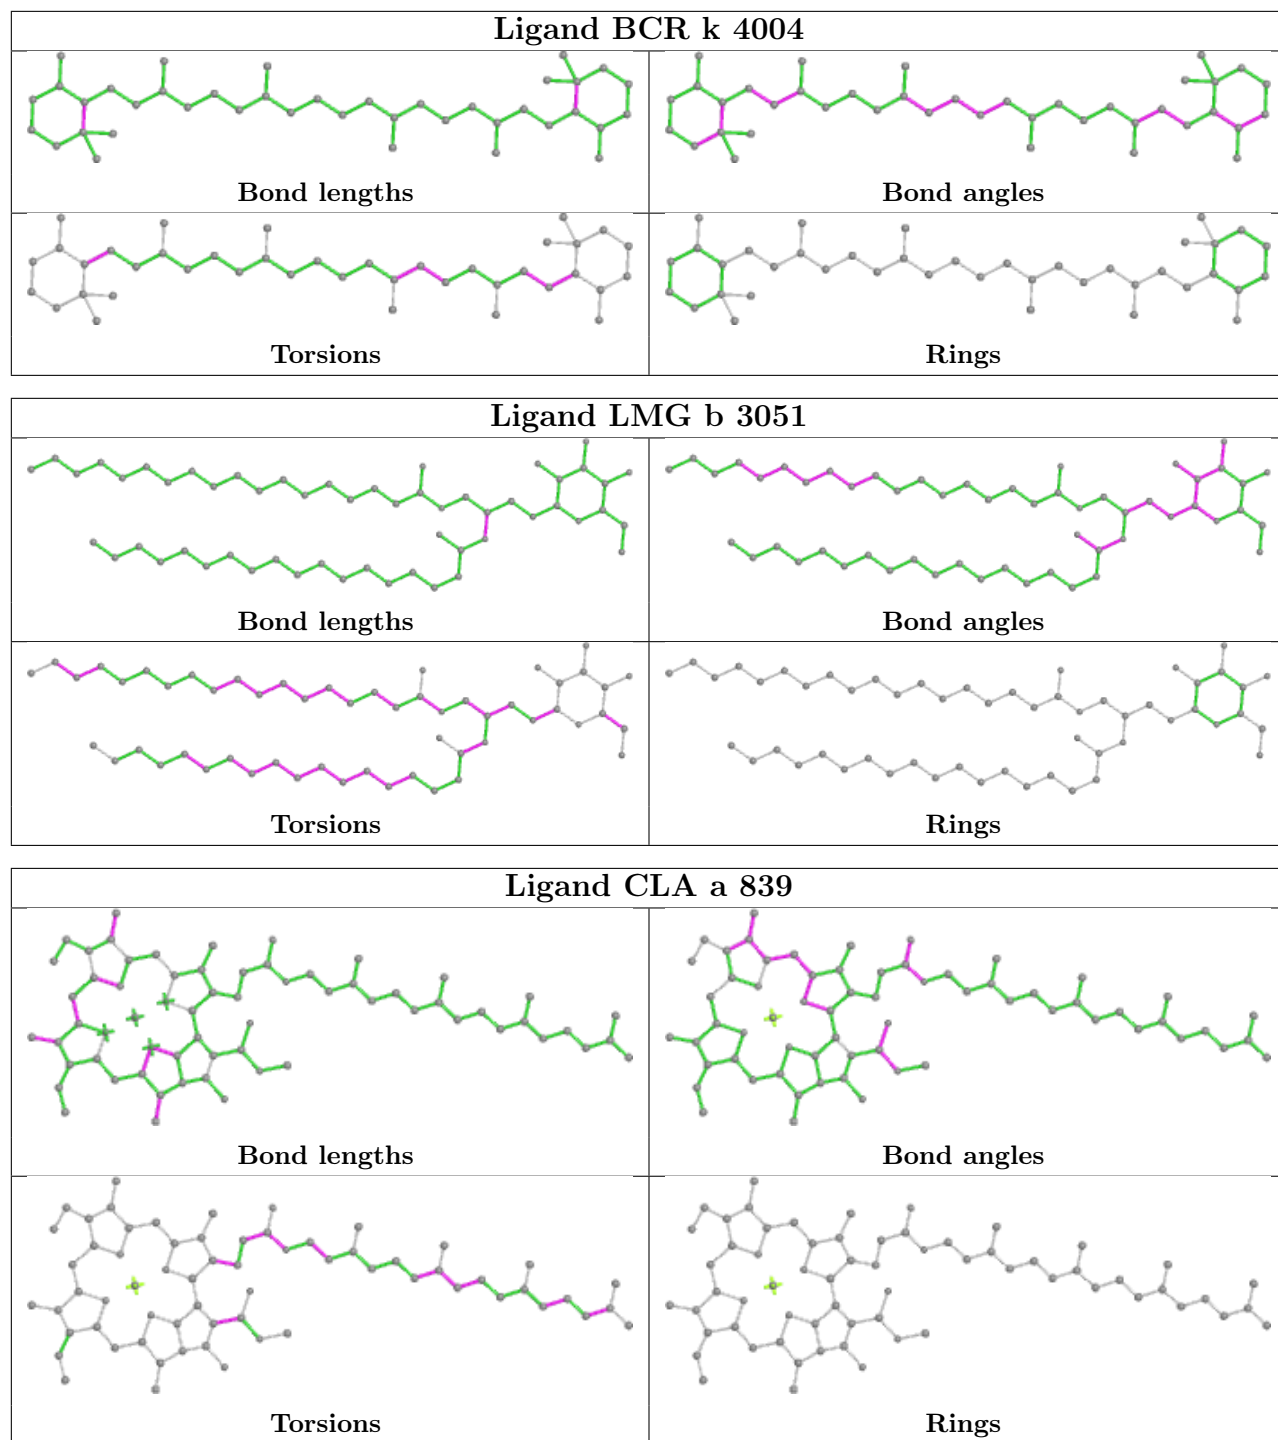 Ligand BCR k 4004
Bond lengths
Bond angles
Torsions
Rings
Ligand LMG b 3051
Bond lengths
Bond angles
Torsions
Rings
Ligand CLA a 839
Bond lengths
Bond angles
Torsions
Rings